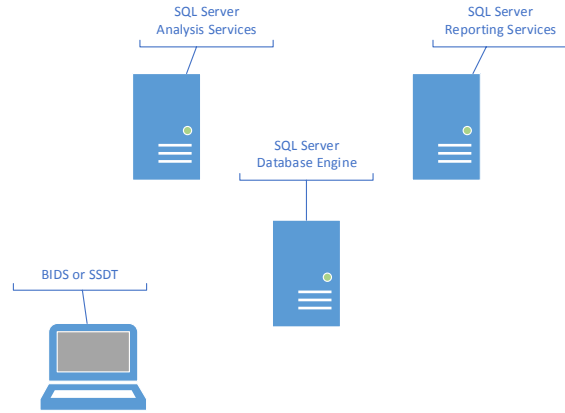 SQL Server
Analysis Services
SQL Server
Reporting Services
SQL Server
Database Engine
BIDS or SSDT